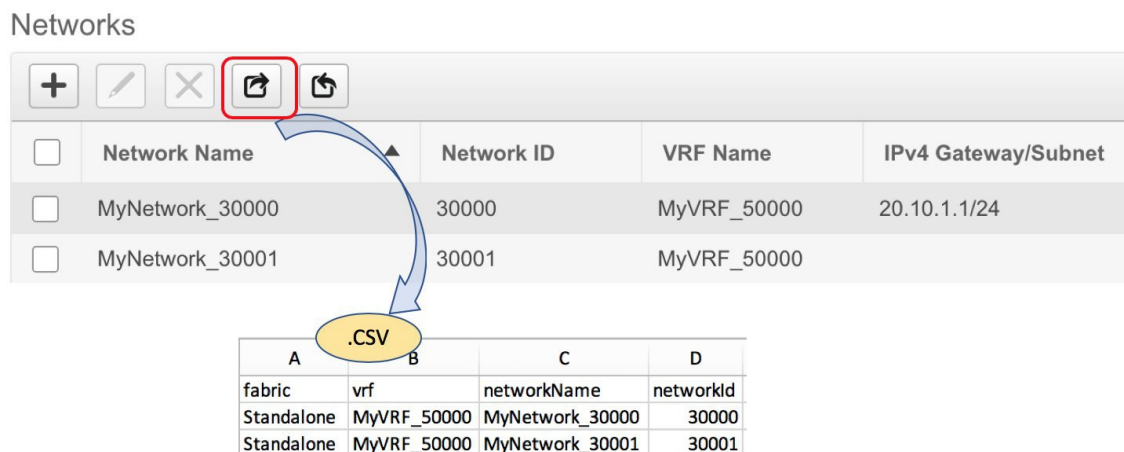 Networks
Network Name Network ID VRF Name IPv4 Gateway/Subnet
MyNetwork_30000 30000 MyVRF_50000 20.10.1.1/24
MyNetwork_30001 30001 MyVRF_50000
.CSV
A B C D
fabric vrf networkName networkId
Standalone MyVRF_50000 MyNetwork_30000 30000
Standalone MyVRF_50000 MyNetwork_30001 30001